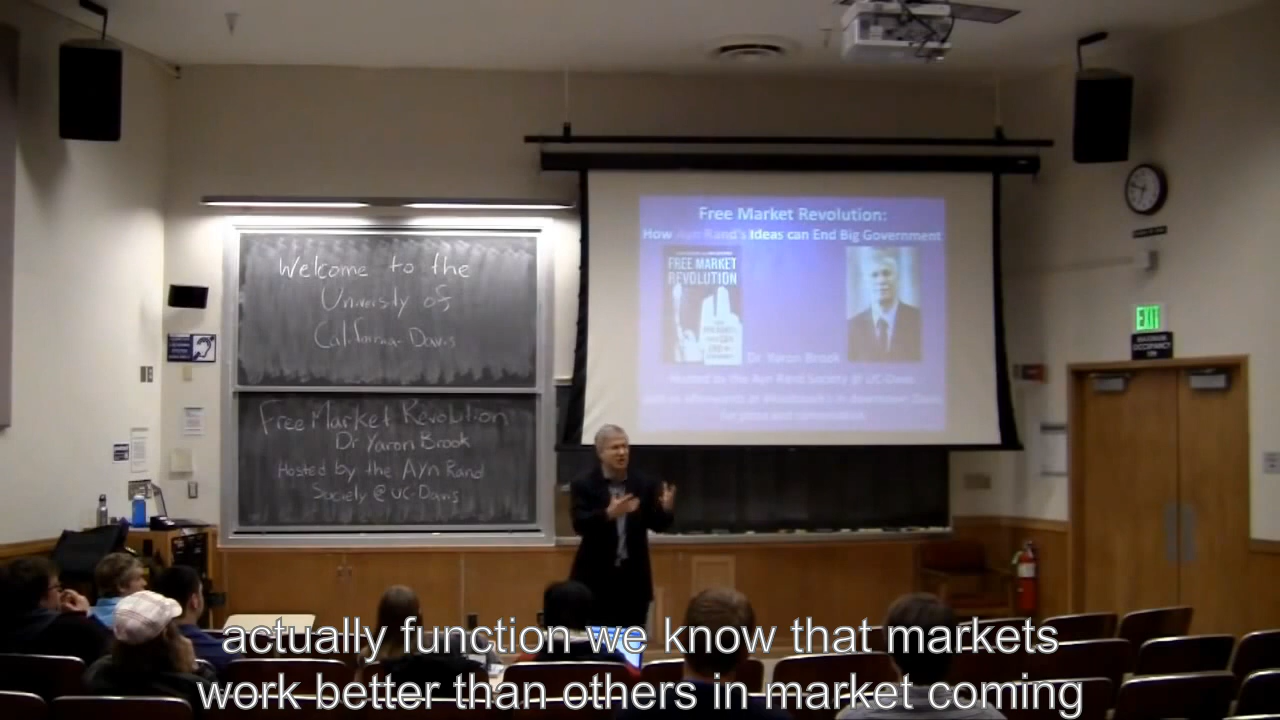 Welcome to the
University of
California-Davis
Free Market Revolution
Dr Yaron Brook
Hosted by the Ayn Rand
Society @ UC-Davis
Free Market Revolution:
How Ayn Rand's Ideas can End Big Government
FREE MARKET
REVOLUTION
Dr Yaron Brook
Hosted by the Ayn Rand Society @ UC-Davis
EXIT
MAXIMUM
OCCUPANCY
actually function we know that markets
work better than others in market coming